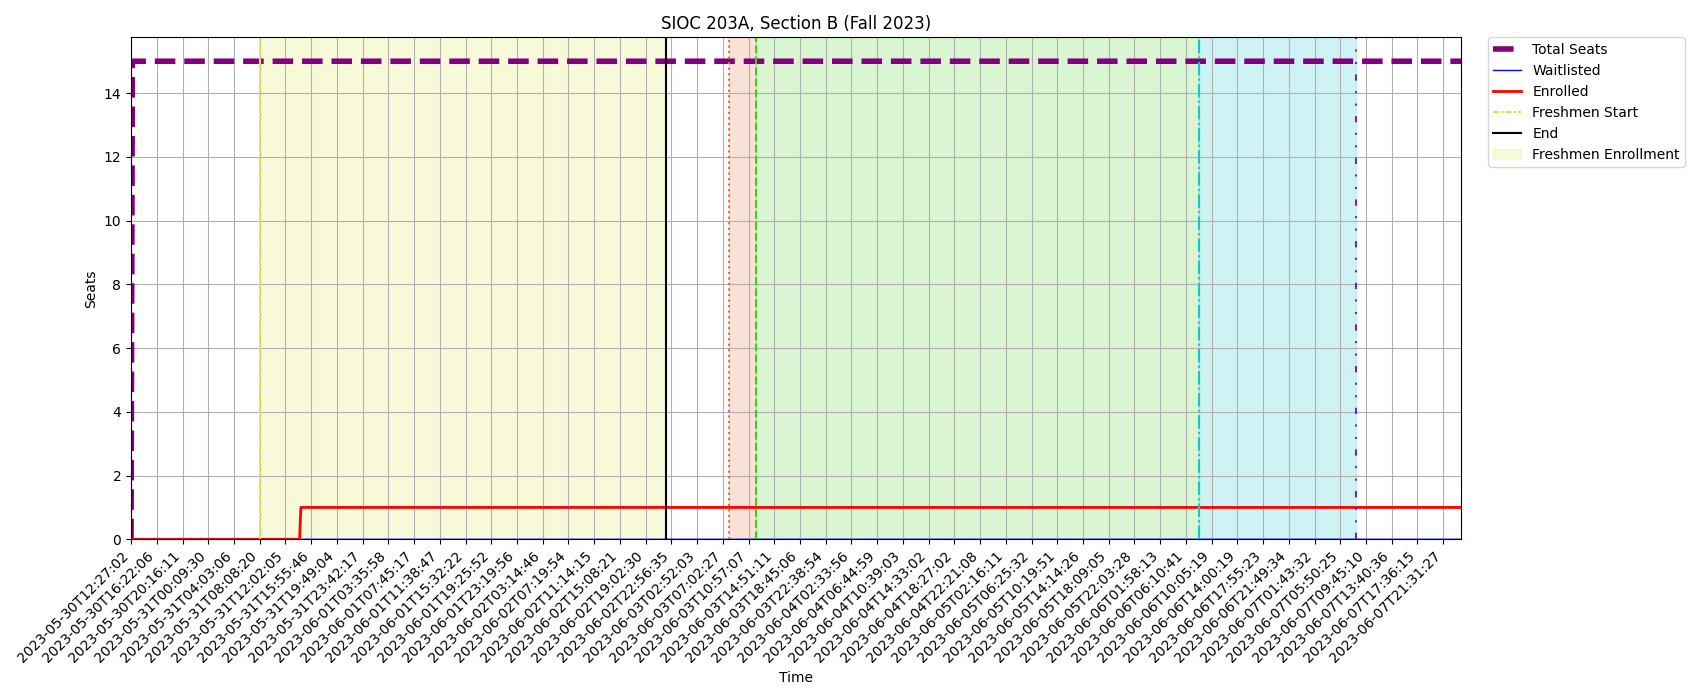 SIOC 203A, Section B (Fall 2023)
Total Seats
Waitlisted
Enrolled
Freshmen Start
End
Freshmen Enrollment
Seats
14
12
10
8
6
4
2
0
2023-05-30T12:27:02
2023-05-30T16:22:06
2023-05-30T20:16:11
2023-05-31T00:09:30
2023-05-31T04:03:06
2023-05-31T08:08:20
2023-05-31T12:02:05
2023-05-31T15:55:46
2023-05-31T19:49:04
2023-05-31T23:42:17
2023-06-01T03:35:58
2023-06-01T07:45:17
2023-06-01T11:38:47
2023-06-01T15:32:22
2023-06-01T19:25:52
2023-06-01T23:19:56
2023-06-02T03:14:46
2023-06-02T07:19:54
2023-06-02T11:14:15
2023-06-02T15:08:21
2023-06-02T19:02:30
2023-06-02T22:56:35
2023-06-03T02:52:03
2023-06-03T07:02:27
2023-06-03T10:57:07
2023-06-03T14:51:11
2023-06-03T18:45:06
2023-06-03T22:38:54
2023-06-04T02:33:56
2023-06-04T06:44:59
2023-06-04T10:39:03
2023-06-04T14:33:02
2023-06-04T18:27:02
2023-06-04T22:21:08
2023-06-05T02:16:11
2023-06-05T06:25:32
2023-06-05T10:19:51
2023-06-05T14:14:26
2023-06-05T18:09:05
2023-06-05T22:03:28
2023-06-06T01:58:13
2023-06-06T06:10:41
2023-06-06T10:05:19
2023-06-06T14:00:19
2023-06-06T17:55:23
2023-06-06T21:49:34
2023-06-07T01:43:32
2023-06-07T05:50:25
2023-06-07T09:45:10
2023-06-07T13:40:36
2023-06-07T17:36:15
2023-06-07T21:31:27
Time